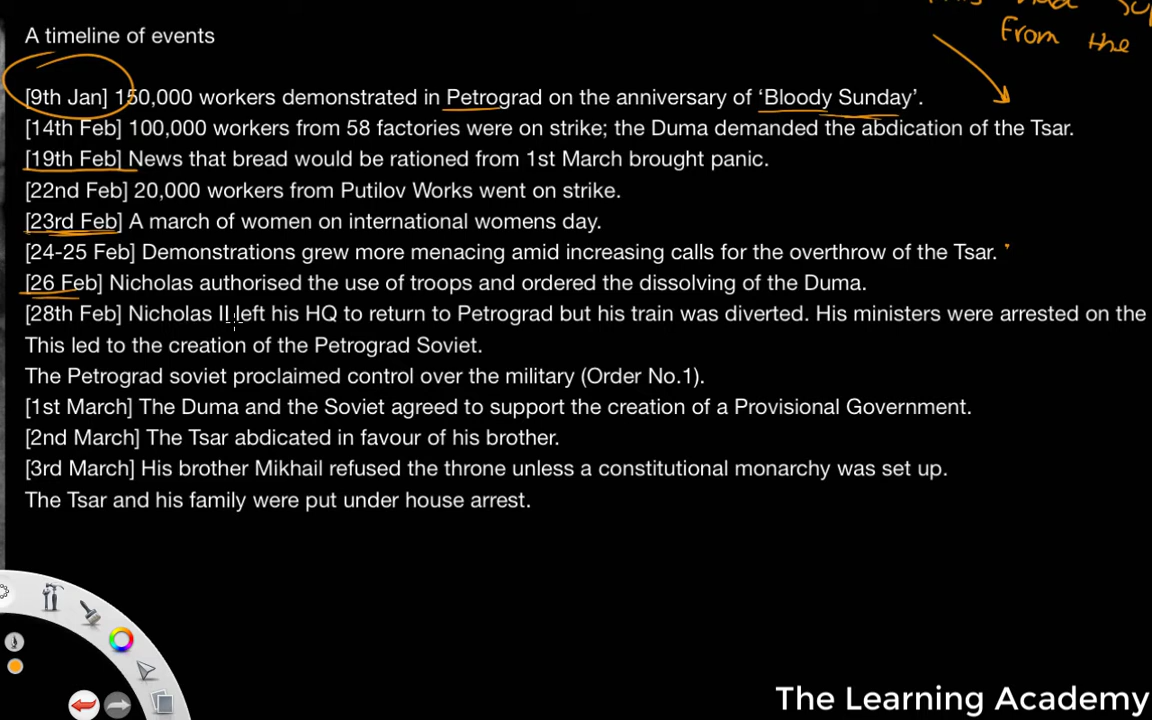 From the
A timeline of events
[9th Jan] 150,000 workers demonstrated in Petrograd on the anniversary of ‘Bloody Sunday’.
[14th Feb] 100,000 workers from 58 factories were on strike; the Duma demanded the abdication of the Tsar.
[19th Feb] News that bread would be rationed from 1st March brought panic.
[22nd Feb] 20,000 workers from Putilov Works went on strike.
[23rd Feb] A march of women on international womens day.
[24-25 Feb] Demonstrations grew more menacing amid increasing calls for the overthrow of the Tsar.
[26 Feb] Nicholas authorised the use of troops and ordered the dissolving of the Duma.
[28th Feb] Nicholas II left his HQ to return to Petrograd but his train was diverted. His ministers were arrested on the
This led to the creation of the Petrograd Soviet.
The Petrograd soviet proclaimed control over the military (Order No.1).
[1st March] The Duma and the Soviet agreed to support the creation of a Provisional Government.
[2nd March] The Tsar abdicated in favour of his brother.
[3rd March] His brother Mikhail refused the throne unless a constitutional monarchy was set up.
The Tsar and his family were put under house arrest.
The Learning Academy